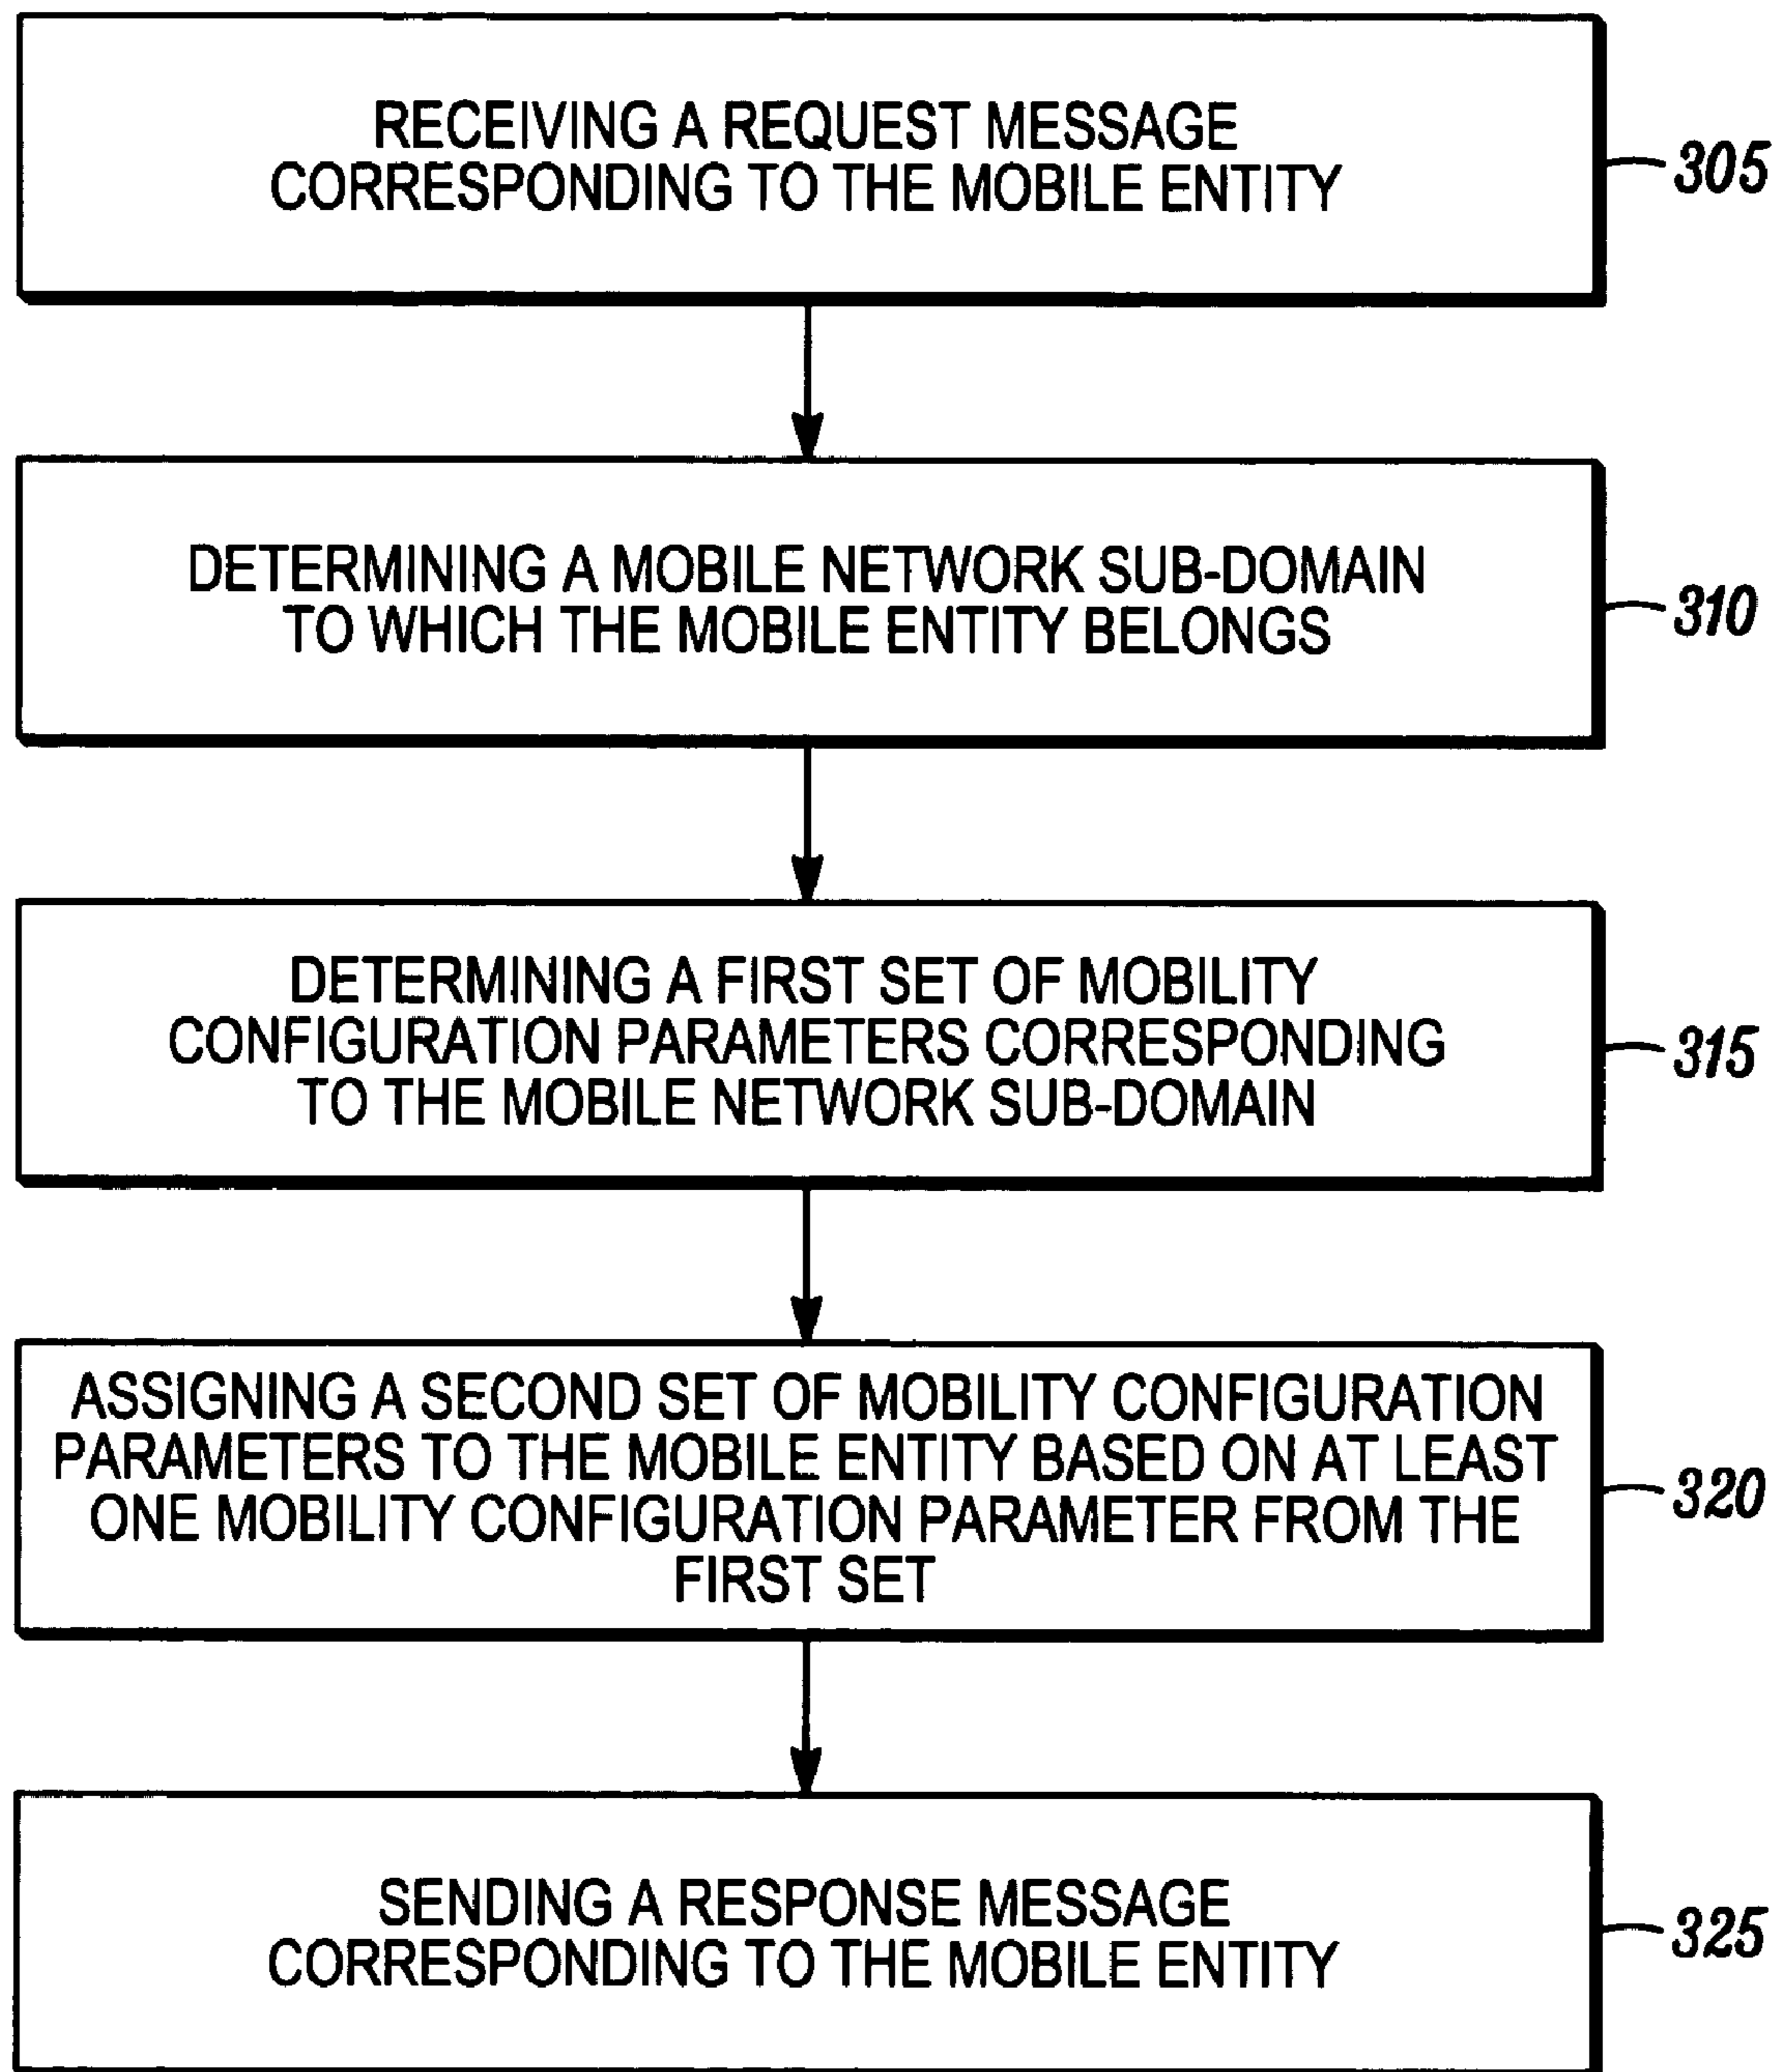 RECEIVING A REQUEST MESSAGE
CORRESPONDING TO THE MOBILE ENTITY
305
DETERMINING A MOBILE NETWORK SUB-DOMAIN
TO WHICH THE MOBILE ENTITY BELONGS
310
DETERMINING A FIRST SET OF MOBILITY
CONFIGURATION PARAMETERS CORRESPONDING
TO THE MOBILE NETWORK SUB-DOMAIN
315
ASSIGNING A SECOND SET OF MOBILITY CONFIGURATION
PARAMETERS TO THE MOBILE ENTITY BASED ON AT LEAST
ONE MOBILITY CONFIGURATION PARAMETER FROM THE
FIRST SET
320
SENDING A RESPONSE MESSAGE
CORRESPONDING TO THE MOBILE ENTITY
325